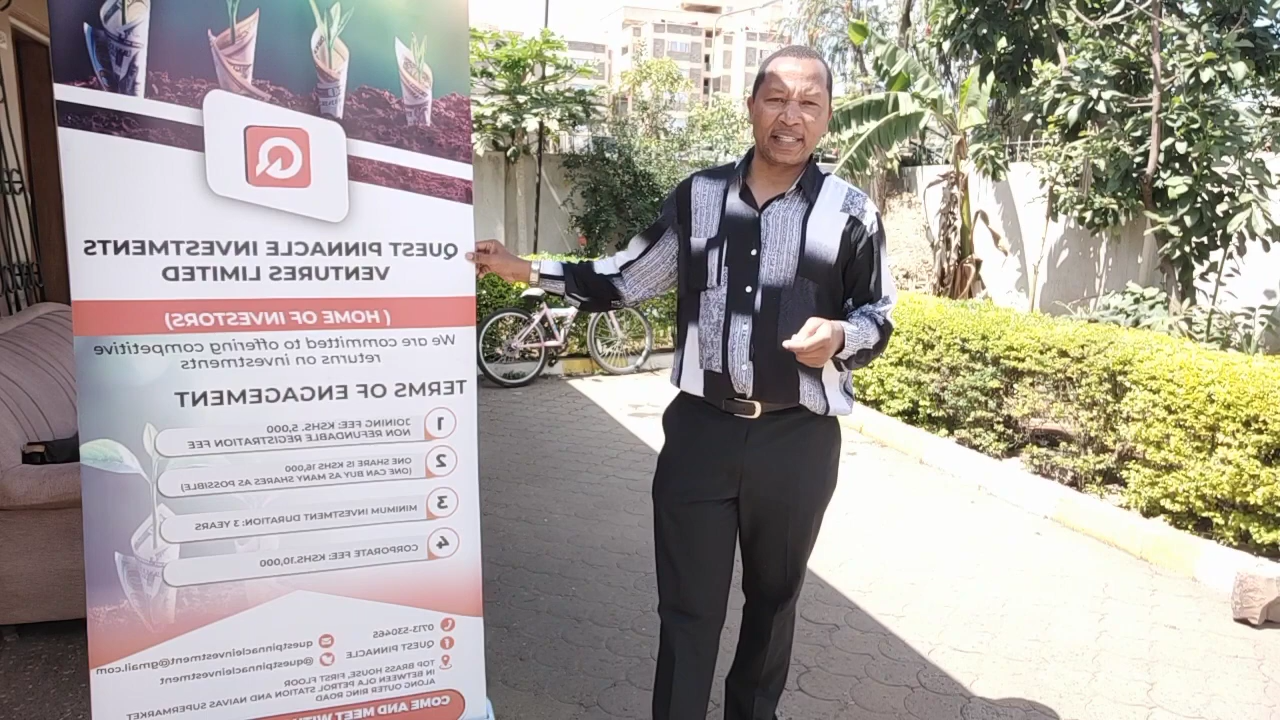 QUEST PINNACLE INVESTMENTS
VENTURES LIMITED
( HOME OF INVESTORS)
We are committed to offering competitive
returns on investments
TERMS OF ENGAGEMENT
1
JOINING FEE: KSHS. 5,000
NON REFUNDABLE REGISTRATION FEE
2
ONE SHARE IS KSHS 16,000
(ONE CAN BUY AS MANY SHARES AS POSSIBLE)
3
MINIMUM INVESTMENT DURATION: 3 YEARS
4
CORPORATE FEE: KSHS.10,000
0713-530465
questpinnacleinvestment@gmail.com
QUEST PINNACLE
@questpinnacleinvestment
TOP BRASS HOUSE, FIRST FLOOR
IN BETWEEN OLA PETROL STATION AND NAIVAS SUPERMARKET
ALONG OUTER RING ROAD
COME AND MEET WITH